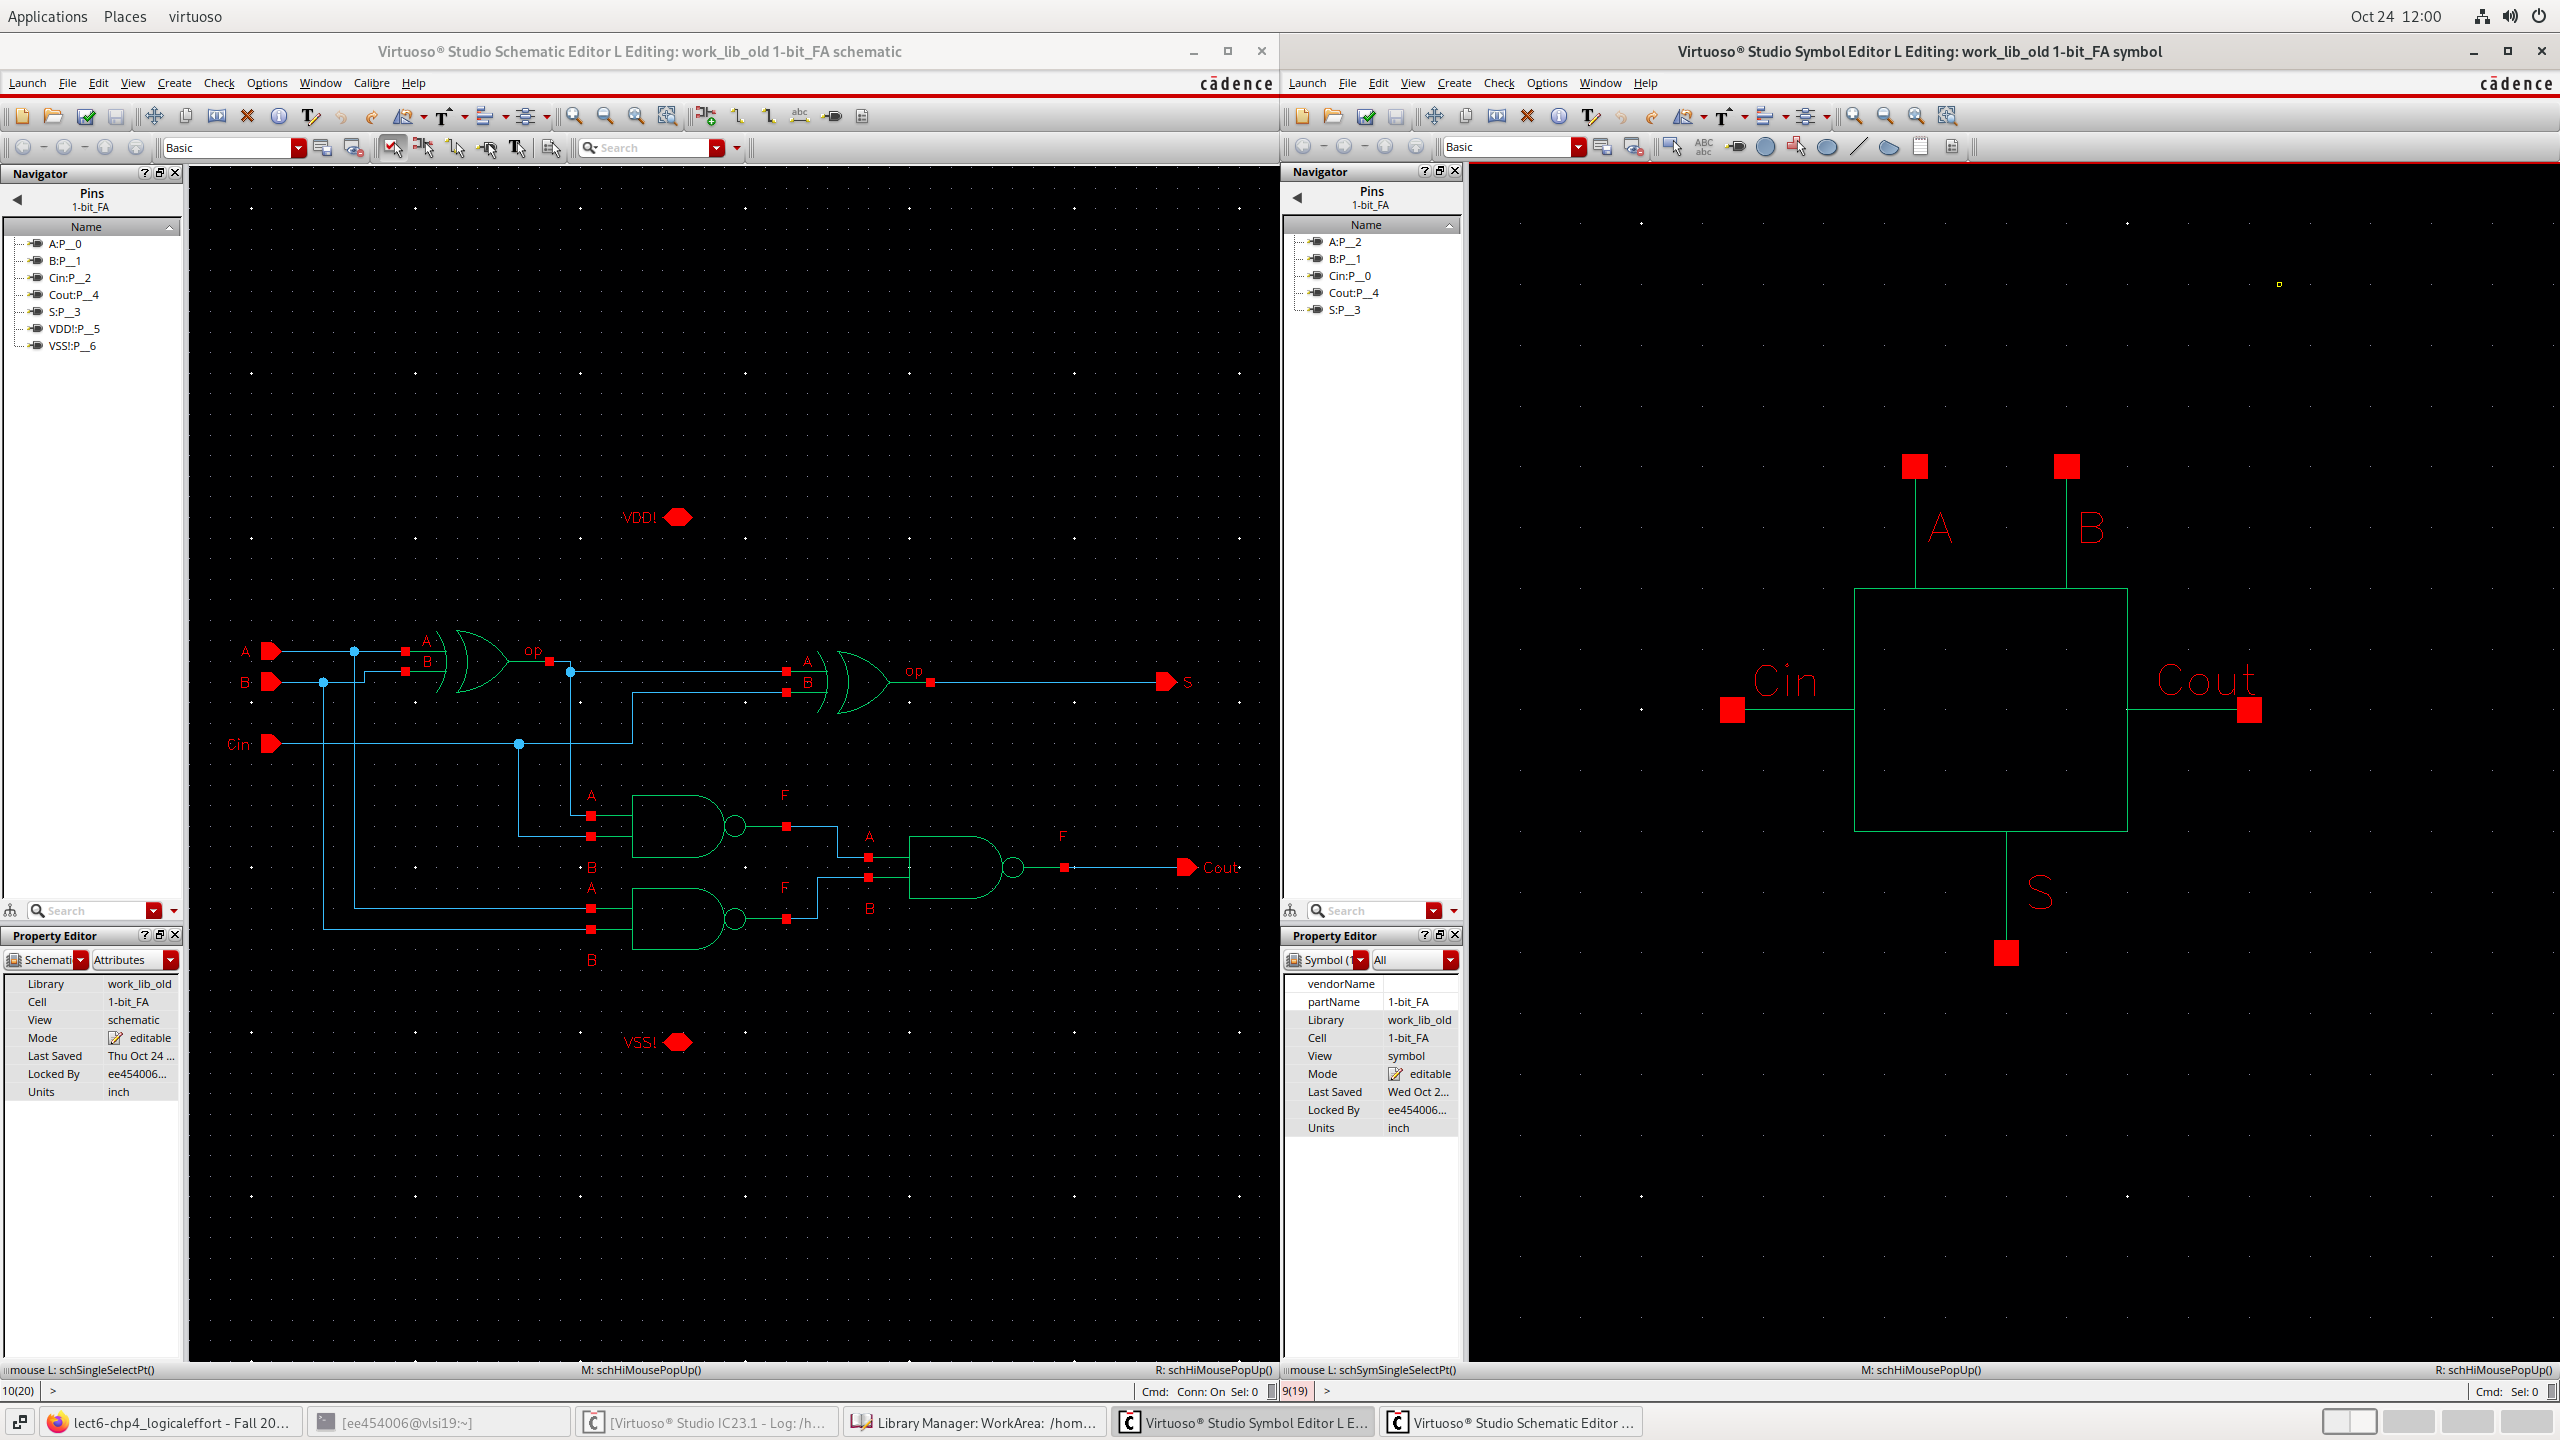 Applications Places virtuoso Oct 24 12:00
Virtuoso® Studio Schematic Editor L Editing: work_lib_old 1-bit_FA schematic
Launch File Edit View Create Check Options Window Calibre Help cādence
Basic Search
Navigator
Pins
1-bit_FA
Name
A:P__0
B:P__1
Cin:P__2
Cout:P__4
S:P__3
VDD!:P__5
VSS!:P__6
Search
Property Editor
Schemati Attributes
Library work_lib_old
Cell 1-bit_FA
View schematic
Mode editable
Last Saved Thu Oct 24 ...
Locked By ee454006...
Units inch
VDD!
A A op
B B
A op
B S
Cin
A F
B
A F
B
A F
B
Cout
VSS!
mouse L: schSingleSelectPt() M: schHiMousePopUp() R: schHiMousePopUp()
10(20) > Cmd: Conn: On Sel: 0
Virtuoso® Studio Symbol Editor L Editing: work_lib_old 1-bit_FA symbol
Launch File Edit View Create Check Options Window Help cādence
Basic ABC
abc
Navigator
Pins
1-bit_FA
Name
A:P__2
B:P__1
Cin:P__0
Cout:P__4
S:P__3
Search
Property Editor
Symbol (1 All
vendorName
partName 1-bit_FA
Library work_lib_old
Cell 1-bit_FA
View symbol
Mode editable
Last Saved Wed Oct 2...
Locked By ee454006...
Units inch
A B
Cin Cout
S
mouse L: schSymSingleSelectPt() M: schHiMousePopUp() R: schHiMousePopUp()
9(19) > Cmd: Sel: 0
lect6-chp4_logicaleffort - Fall 20... [ee454006@vlsi19:~] [Virtuoso® Studio IC23.1 - Log: /h... Library Manager: WorkArea: /hom... Virtuoso® Studio Symbol Editor L E... Virtuoso® Studio Schematic Editor ...